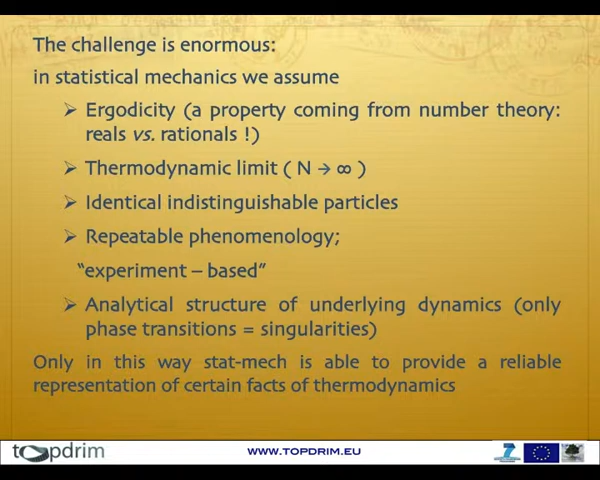 The challenge is enormous:
in statistical mechanics we assume
➢ Ergodicity (a property coming from number theory:
reals vs. rationals !)
➢ Thermodynamic limit ( N → ∞ )
➢ Identical indistinguishable particles
➢ Repeatable phenomenology;
“experiment – based”
➢ Analytical structure of underlying dynamics (only
phase transitions = singularities)
Only in this way stat-mech is able to provide a reliable
representation of certain facts of thermodynamics
topdrim
WWW.TOPDRIM.EU